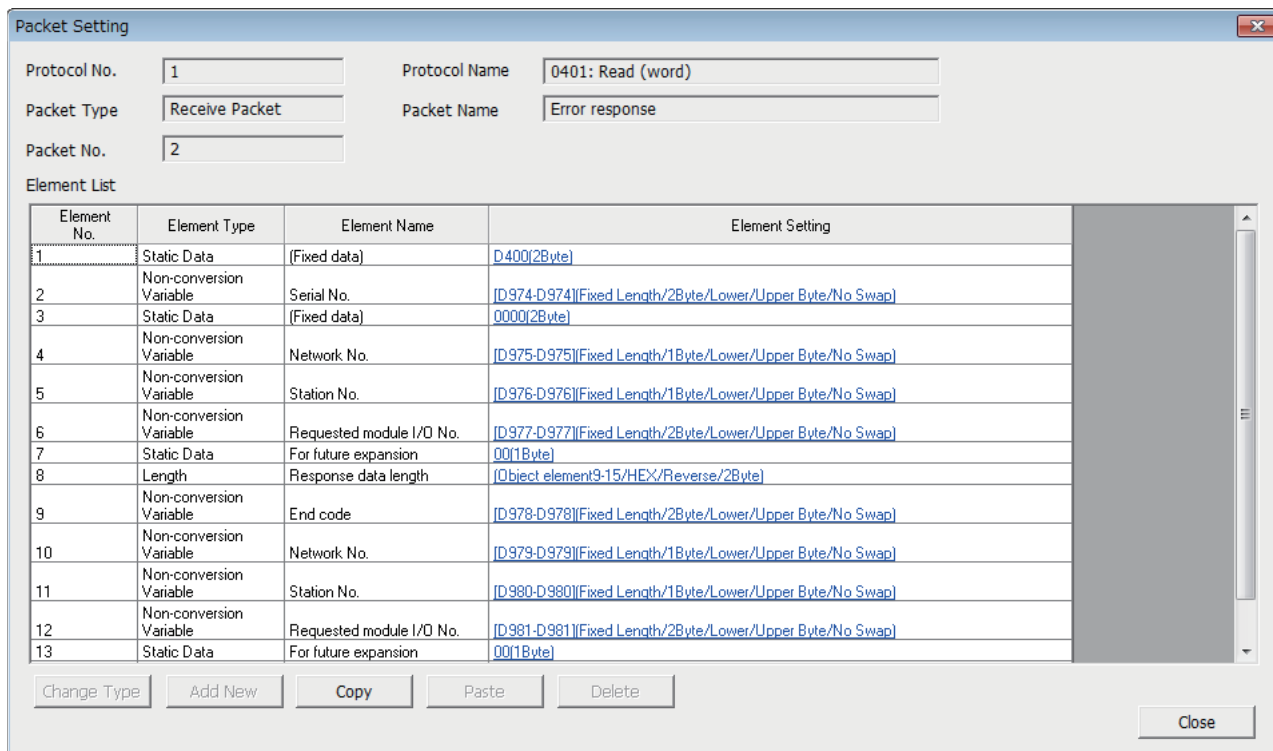 Packet Setting
Protocol No. 1 Protocol Name 0401: Read (word)
Packet Type Receive Packet Packet Name Error response
Packet No. 2
Element List
Element No. Element Type Element Name Element Setting
1 Static Data (Fixed data) D400(2Byte)
2 Non-conversion Variable Serial No. [D974-D974](Fixed Length/2Byte/Lower/Upper Byte/No Swap)
3 Static Data (Fixed data) 0000(2Byte)
4 Non-conversion Variable Network No. [D975-D975](Fixed Length/1Byte/Lower/Upper Byte/No Swap)
5 Non-conversion Variable Station No. [D976-D976](Fixed Length/1Byte/Lower/Upper Byte/No Swap)
6 Non-conversion Variable Requested module I/O No. [D977-D977](Fixed Length/2Byte/Lower/Upper Byte/No Swap)
7 Static Data For future expansion 00(1Byte)
8 Length Response data length (Object element9-15/HEX/Reverse/2Byte)
9 Non-conversion Variable End code [D978-D978](Fixed Length/2Byte/Lower/Upper Byte/No Swap)
10 Non-conversion Variable Network No. [D979-D979](Fixed Length/1Byte/Lower/Upper Byte/No Swap)
11 Non-conversion Variable Station No. [D980-D980](Fixed Length/1Byte/Lower/Upper Byte/No Swap)
12 Non-conversion Variable Requested module I/O No. [D981-D981](Fixed Length/2Byte/Lower/Upper Byte/No Swap)
13 Static Data For future expansion 00(1Byte)
Change Type Add New Copy Paste Delete
Close